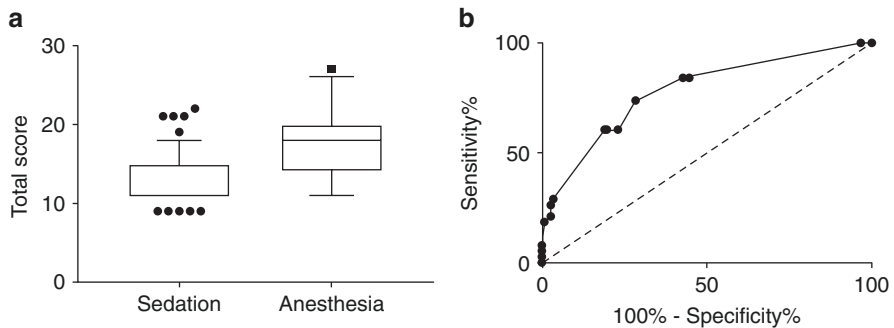 a
Total score
30
20
10
0
Sedation Anesthesia
b
Sensitivity%
100
50
0
0 50 100
100% - Specificity%